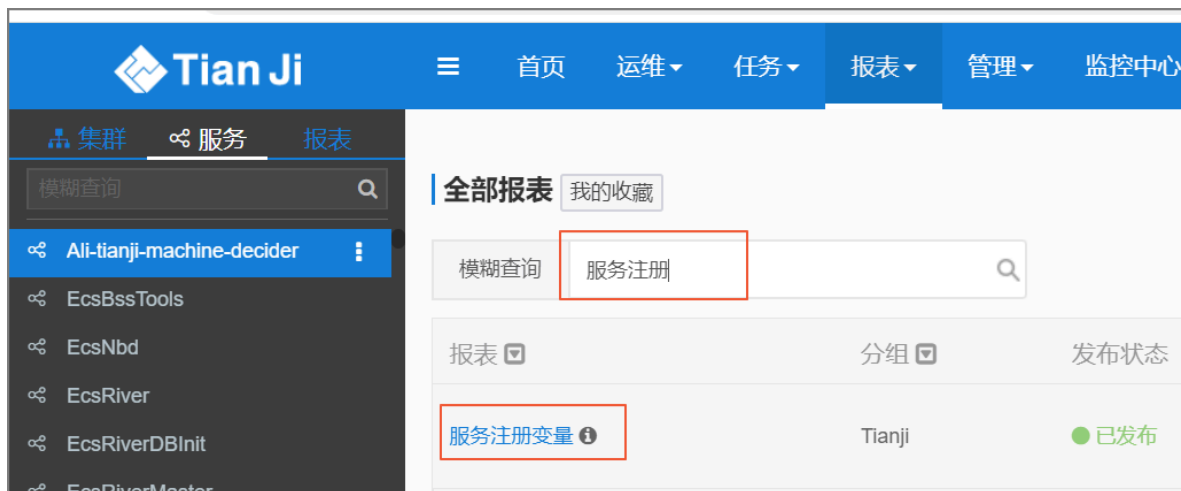 Tian Ji
首页 运维 任务 报表 管理 监控中心
集群 服务 报表
模糊查询
Ali-tianji-machine-decider
EcsBssTools
EcsNbd
EcsRiver
EcsRiverDBInit
EcsRiverMaster
全部报表 我的收藏
模糊查询 服务注册
报表 分组 发布状态
服务注册变量 Tianji 已发布